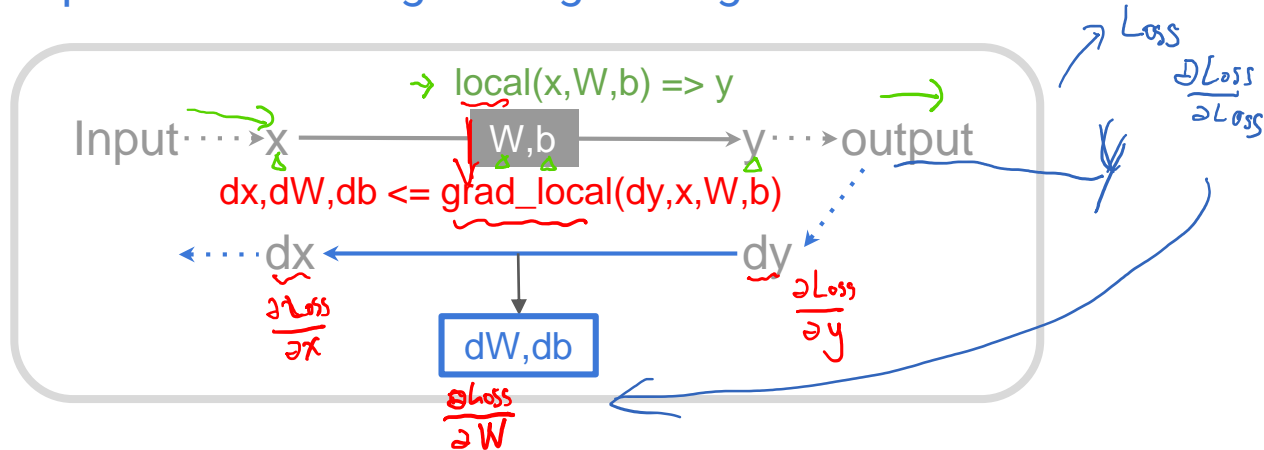 local(x,W,b) => y
Loss
∂Loss
∂Loss
Input x W,b y output
dx,dW,db <= grad_local(dy,x,W,b)
dx dy
∂Loss
∂x
∂Loss
∂y
dW,db
∂Loss
∂W